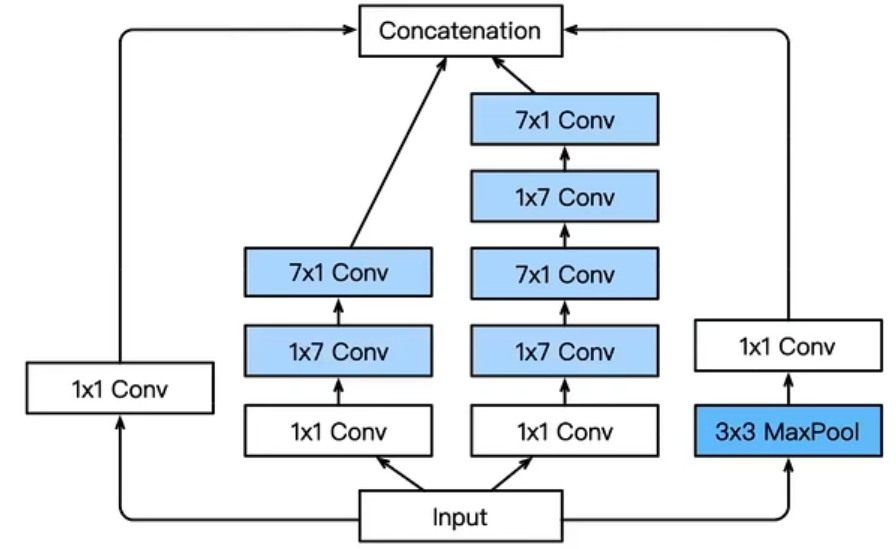 Concatenation
7x1 Conv
1x7 Conv
7x1 Conv
7x1 Conv
1x7 Conv
1x7 Conv
1x1 Conv
1x1 Conv
1x1 Conv
1x1 Conv
3x3 MaxPool
Input